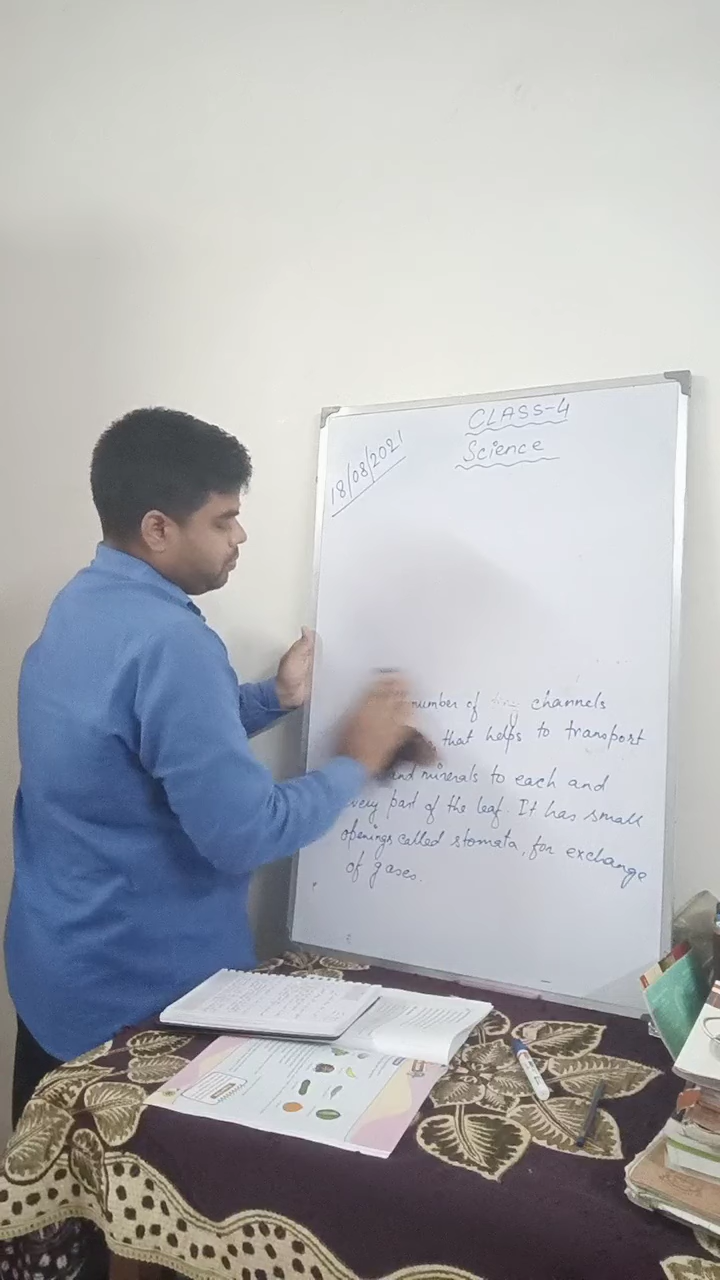 CLASS-4
Science
18/08/2021
number of tiny channels
that helps to transport
and minerals to each and
very part of the leaf. It has small
openings called stomata, for exchange
of gases.